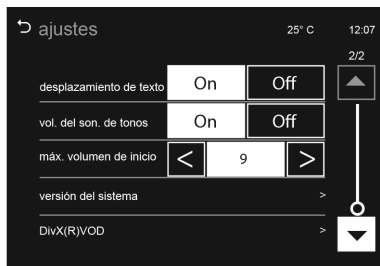 ajustes 25° C 12:07
2/2
desplazamiento de texto On Off
vol. del son. de tonos On Off
máx. volumen de inicio < 9 >
versión del sistema >
DivX(R)VOD >